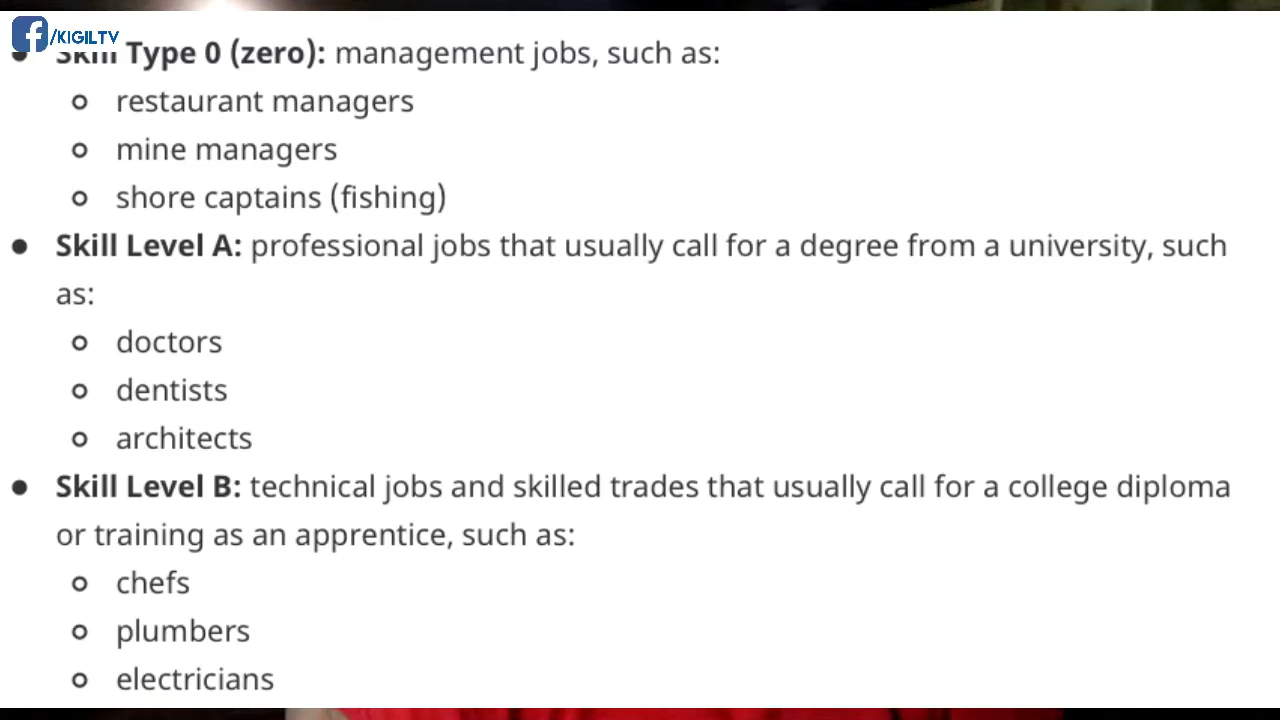 f/KIGILTV
● Skill Type 0 (zero): management jobs, such as:
○ restaurant managers
○ mine managers
○ shore captains (fishing)
● Skill Level A: professional jobs that usually call for a degree from a university, such
as:
○ doctors
○ dentists
○ architects
● Skill Level B: technical jobs and skilled trades that usually call for a college diploma
or training as an apprentice, such as:
○ chefs
○ plumbers
○ electricians